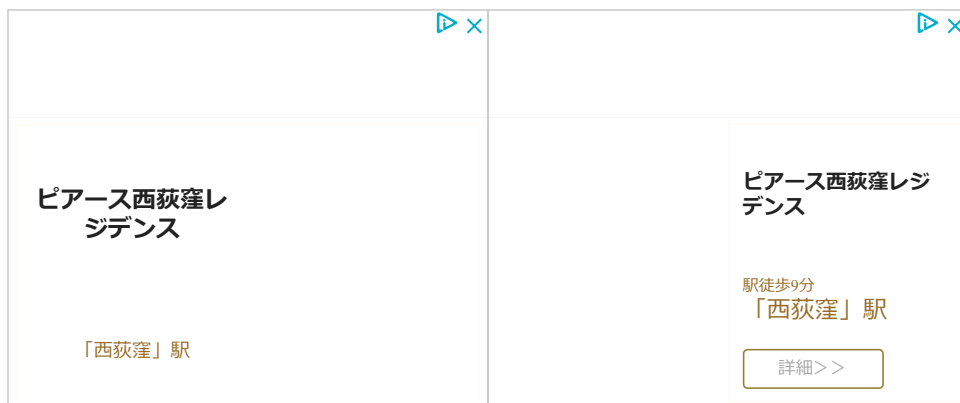 ピアース西荻窪レ
ジデンス
「西荻窪」駅
ピアース西荻窪レジ
デンス
駅徒歩9分
「西荻窪」駅
詳細＞＞